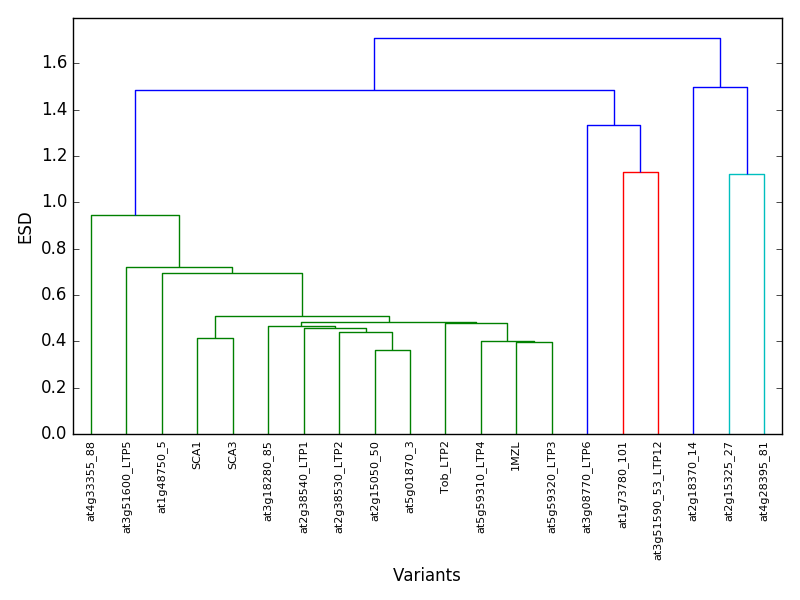 1.6
1.4
1.2
1.0
0.8
0.6
0.4
0.2
0.0
ESD
at4g33355_88
at3g51600_LTP5
at1g48750_5
SCA1
SCA3
at3g18280_85
at2g38540_LTP1
at2g38530_LTP2
at2g15050_50
at5g01870_3
Tob_LTP2
at5g59310_LTP4
1MZL
at5g59320_LTP3
at3g08770_LTP6
at1g73780_101
at3g51590_53_LTP12
at2g18370_14
at2g15325_27
at4g28395_81
Variants